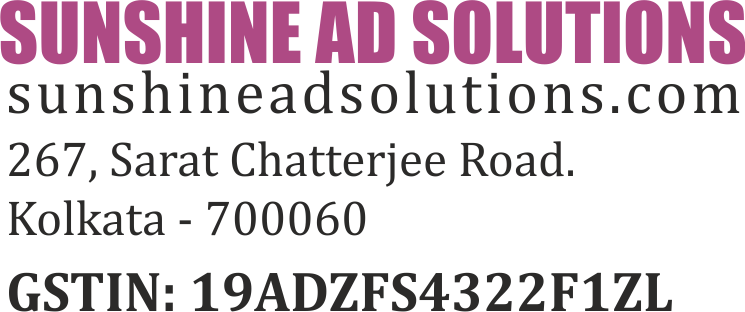 SUNSHINE AD SOLUTIONS
sunshineadsolutions.com
267, Sarat Chatterjee Road.
Kolkata - 700060
GSTIN: 19ADZFS4322F1ZL